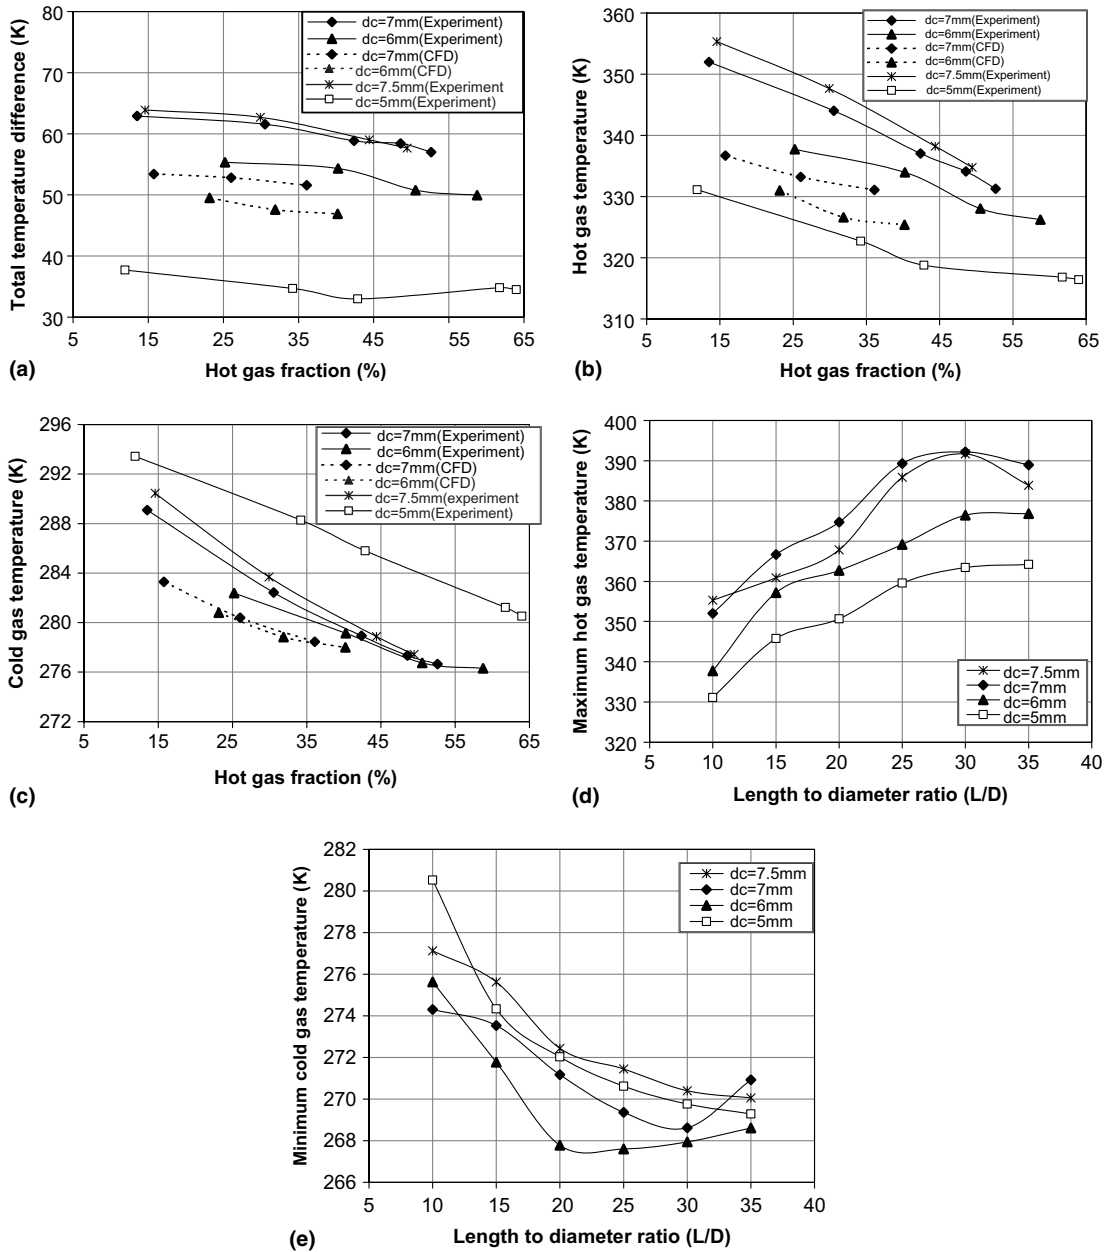 Total temperature difference (K)
80
70
60
50
40
30
5
15
25
35
45
55
65
dc=7mm(Experiment)
dc=6mm(Experiment)
dc=7mm(CFD)
dc=6mm(CFD)
dc=7.5mm(Experiment
dc=5mm(Experiment)
(a)
Hot gas fraction (%)
Hot gas temperature (K)
360
350
340
330
320
310
5
15
25
35
45
55
65
dc=7mm(Experiment)
dc=6mm(Experiment)
dc=7mm(CFD)
dc=6mm(CFD)
dc=7.5mm(Experiment)
dc=5mm(Experiment)
(b)
Hot gas fraction (%)
Cold gas temperature (K)
296
292
288
284
280
276
272
5
15
25
35
45
55
65
dc=7mm(Experiment)
dc=6mm(Experiment)
dc=7mm(CFD)
dc=6mm(CFD)
dc=7.5mm(experiment
dc=5mm(Experiment)
(c)
Hot gas fraction (%)
Maximum hot gas temperature (K)
400
390
380
370
360
350
340
330
320
5
10
15
20
25
30
35
40
dc=7.5mm
dc=7mm
dc=6mm
dc=5mm
(d)
Length to diameter ratio (L/D)
Minimum cold gas temperature (K)
282
280
278
276
274
272
270
268
266
5
10
15
20
25
30
35
40
dc=7.5mm
dc=7mm
dc=6mm
dc=5mm
(e)
Length to diameter ratio (L/D)